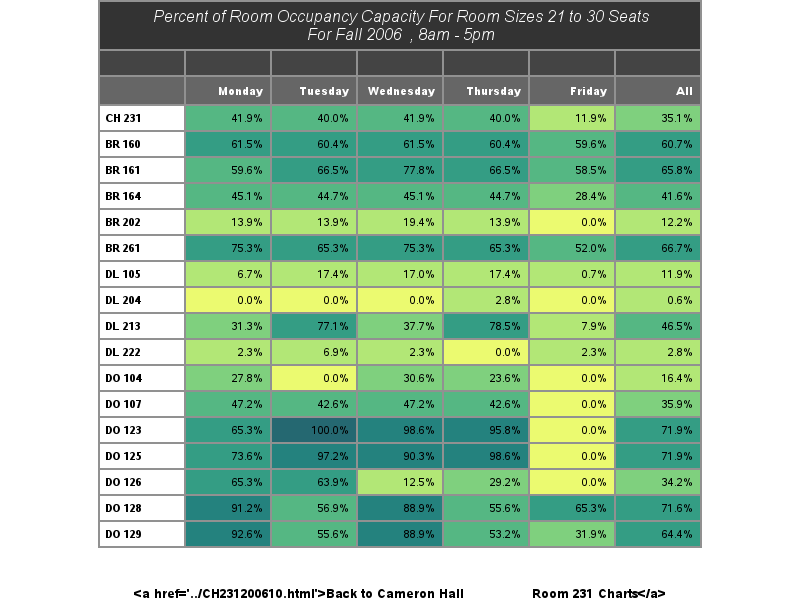 Percent of Room Occupancy Capacity For Room Sizes 21 to 30 Seats
For Fall 2006 , 8am - 5pm
Monday Tuesday Wednesday Thursday Friday All
CH 231 41.9% 40.0% 41.9% 40.0% 11.9% 35.1%
BR 160 61.5% 60.4% 61.5% 60.4% 59.6% 60.7%
BR 161 59.6% 66.5% 77.8% 66.5% 58.5% 65.8%
BR 164 45.1% 44.7% 45.1% 44.7% 28.4% 41.6%
BR 202 13.9% 13.9% 19.4% 13.9% 0.0% 12.2%
BR 261 75.3% 65.3% 75.3% 65.3% 52.0% 66.7%
DL 105 6.7% 17.4% 17.0% 17.4% 0.7% 11.9%
DL 204 0.0% 0.0% 0.0% 2.8% 0.0% 0.6%
DL 213 31.3% 77.1% 37.7% 78.5% 7.9% 46.5%
DL 222 2.3% 6.9% 2.3% 0.0% 2.3% 2.8%
DO 104 27.8% 0.0% 30.6% 23.6% 0.0% 16.4%
DO 107 47.2% 42.6% 47.2% 42.6% 0.0% 35.9%
DO 123 65.3% 100.0% 98.6% 95.8% 0.0% 71.9%
DO 125 73.6% 97.2% 90.3% 98.6% 0.0% 71.9%
DO 126 65.3% 63.9% 12.5% 29.2% 0.0% 34.2%
DO 128 91.2% 56.9% 88.9% 55.6% 65.3% 71.6%
DO 129 92.6% 55.6% 88.9% 53.2% 31.9% 64.4%
<a href='../CH231200610.html'>Back to Cameron Hall Room 231 Charts</a>